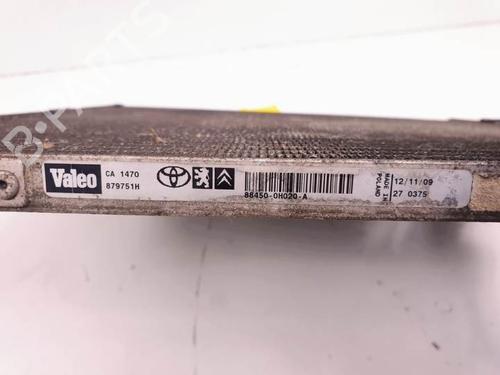 B-PARTS
Valeo
CA 1470
879751H
88450-0H020-A
MADE IN
POLAND
12/11/09
27 0375